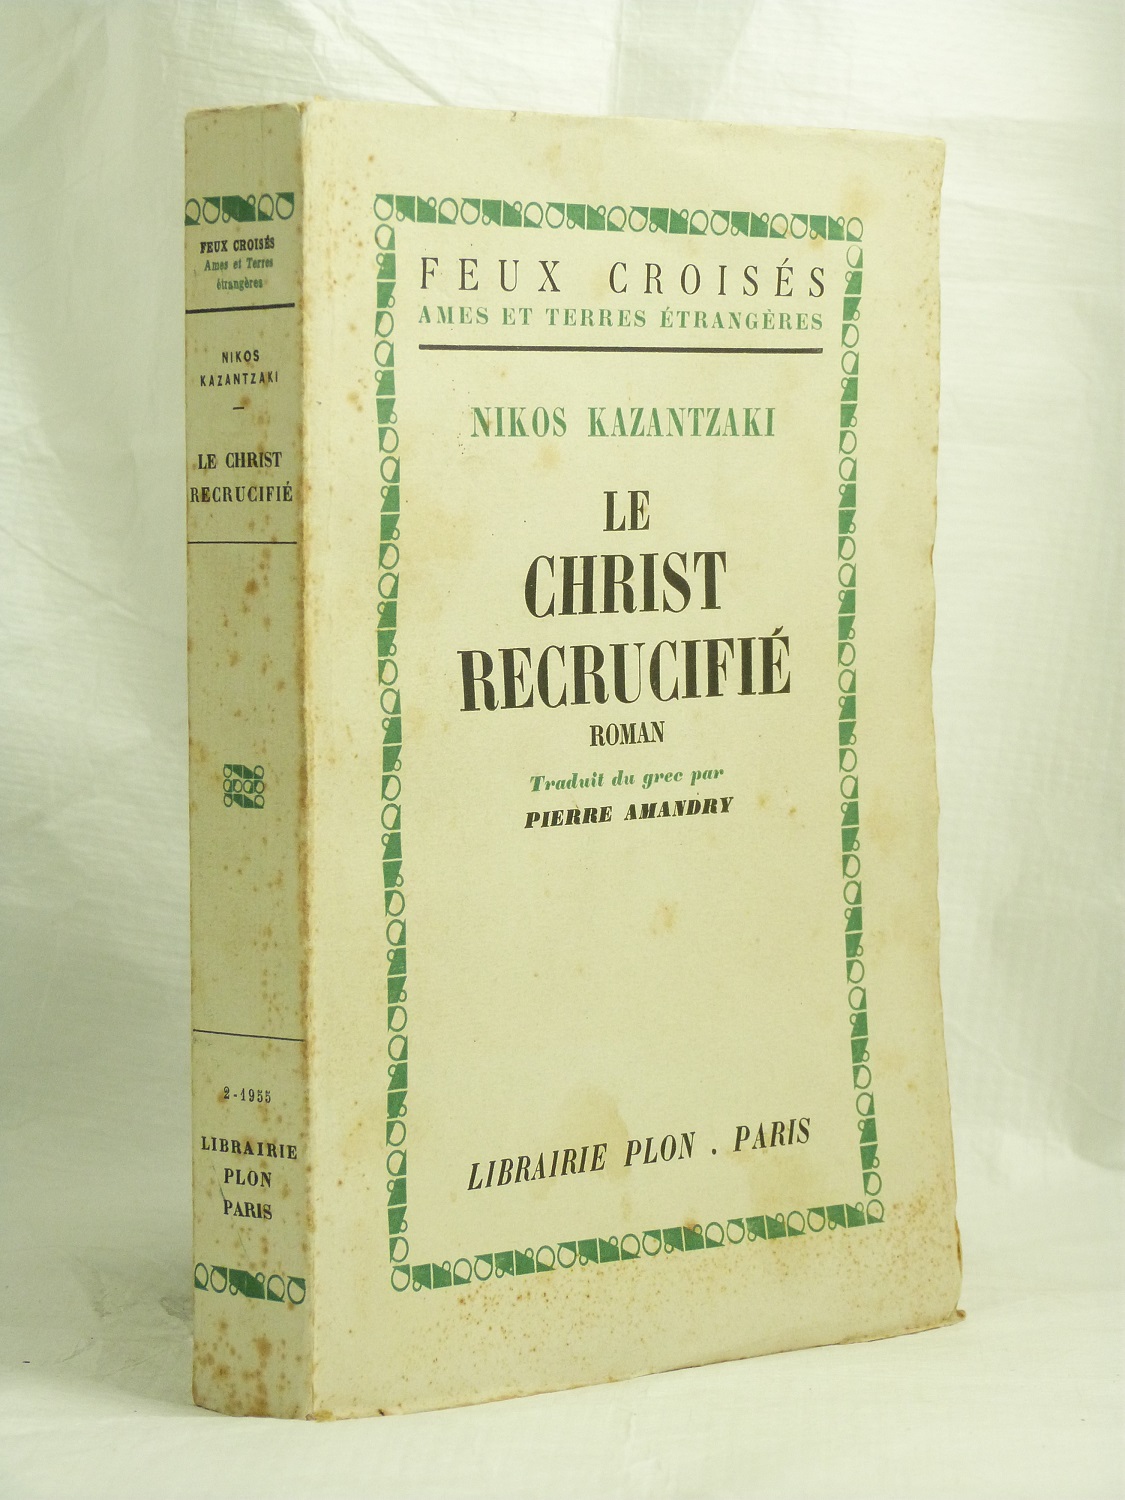 FEUX CROISÉS
Ames et Terres
étrangères
NIKOS
KAZANTZAKI
LE CHRIST
RECRUCIFIÉ
2-1955
LIBRAIRIE
PLON
PARIS
FEUX CROISÉS
AMES ET TERRES ÉTRANGÈRES
NIKOS KAZANTZAKI
LE
CHRIST
RECRUCIFIÉ
ROMAN
Traduit du grec par
PIERRE AMANDRY
LIBRAIRIE PLON . PARIS